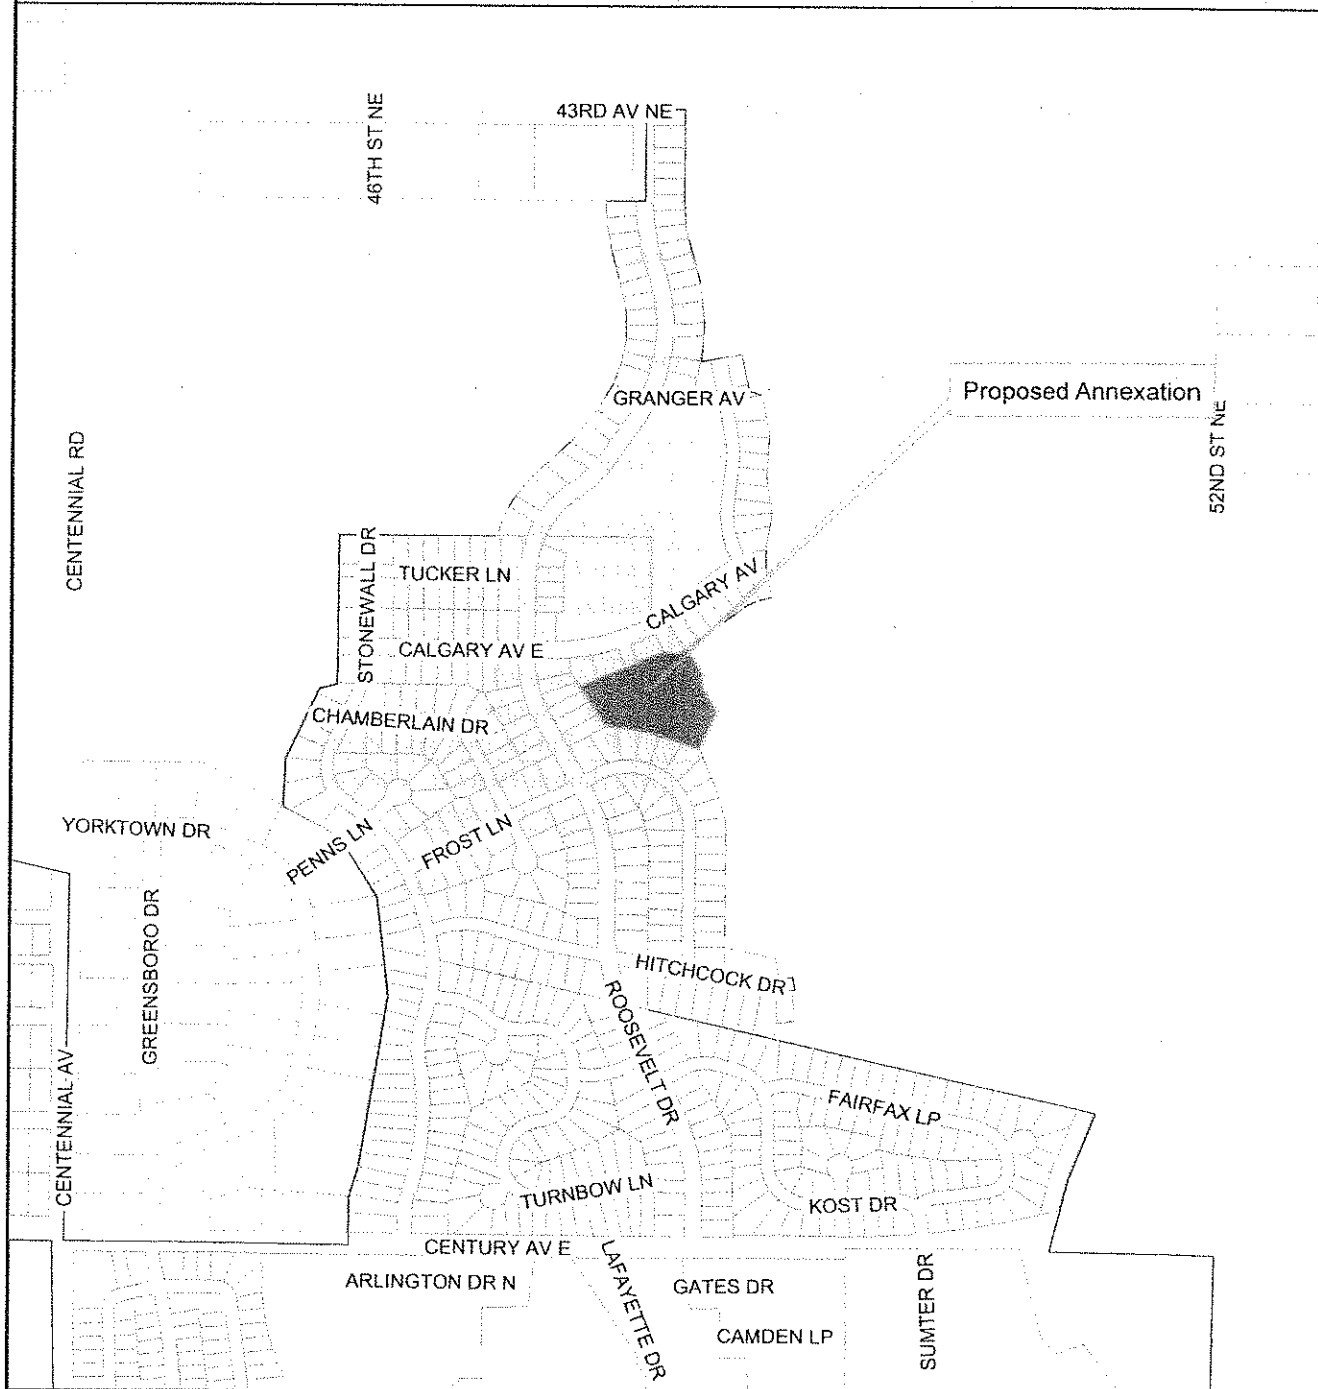 43RD AV NE
46TH ST NE
GRANGER AV
Proposed Annexation
52ND ST NE
CENTENNIAL RD
STONEWALL DR
TUCKER LN
CALGARY AV
CALGARY AV E
CHAMBERLAIN DR
YORKTOWN DR
PENNS LN
FROST LN
GREENSBORO DR
HITCHCOCK DR
ROOSEVELT DR
FAIRFAX LP
CENTENNIAL AV
TURNBOW LN
KOST DR
CENTURY AV E
ARLINGTON DR N
LAFAYETTE DR
GATES DR
SUMTER DR
CAMDEN LP